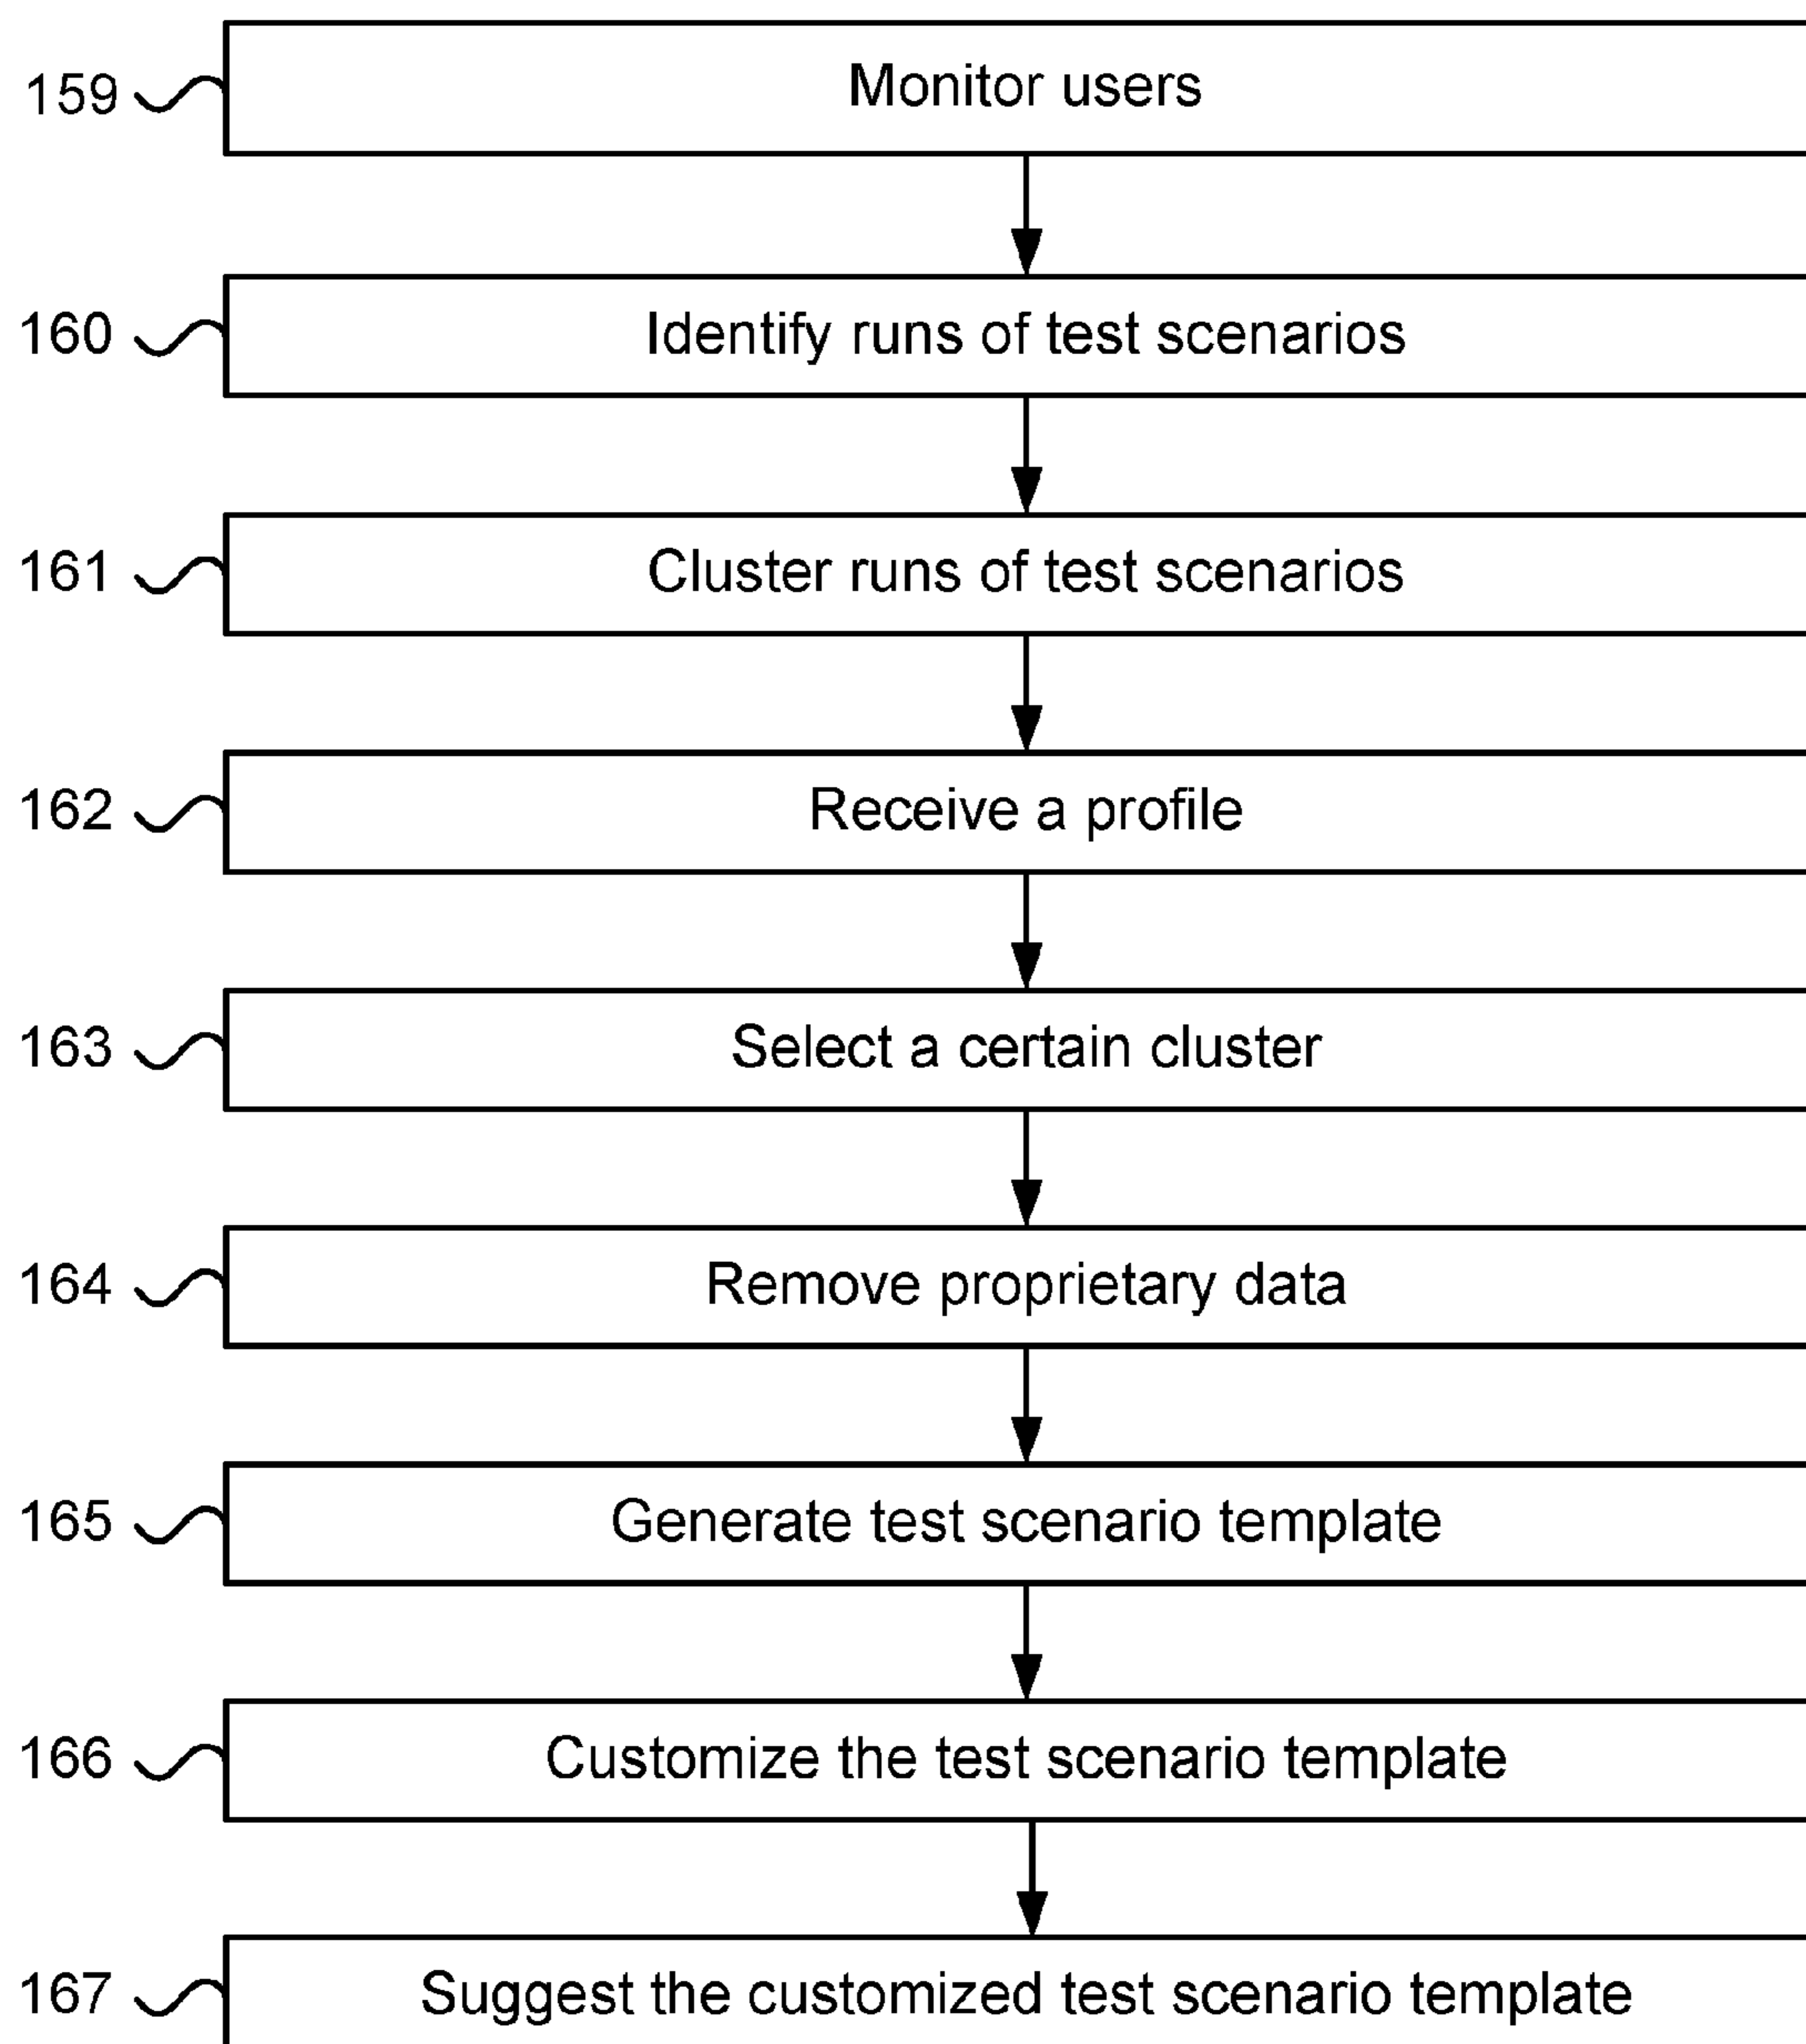 159 Monitor users
160 Identify runs of test scenarios
161 Cluster runs of test scenarios
162 Receive a profile
163 Select a certain cluster
164 Remove proprietary data
165 Generate test scenario template
166 Customize the test scenario template
167 Suggest the customized test scenario template